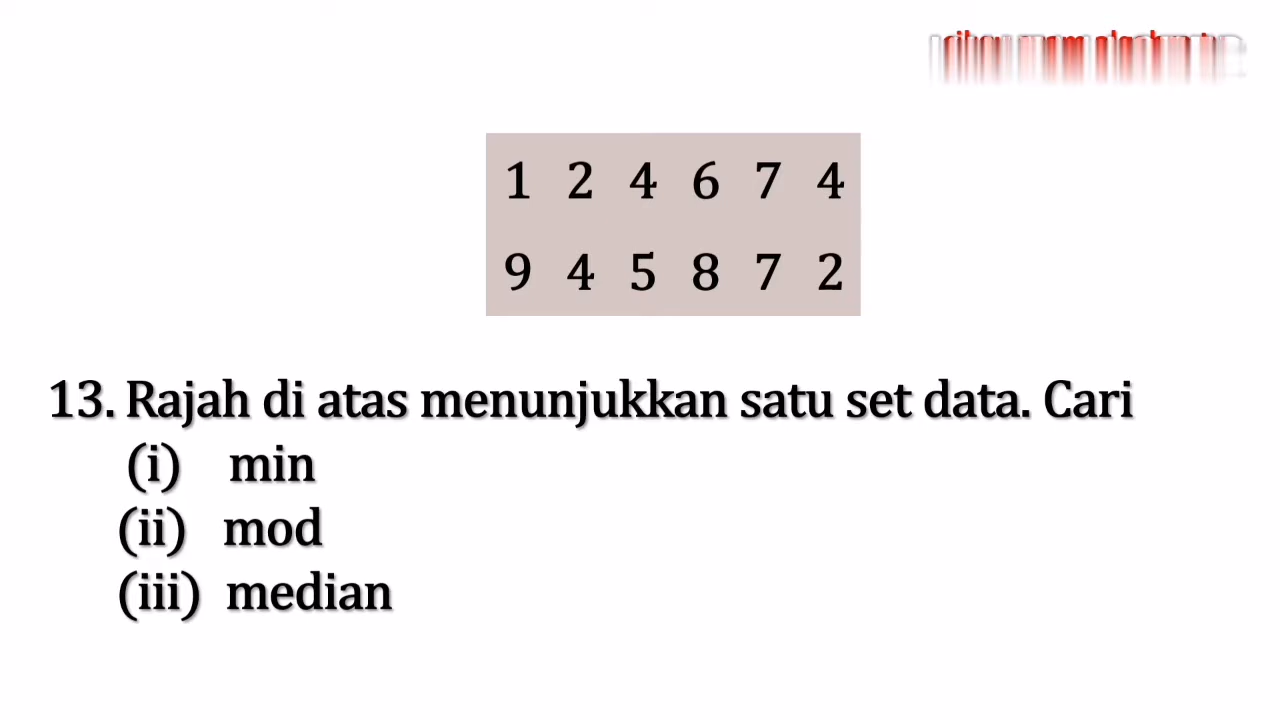 1 2 4 6 7 4
9 4 5 8 7 2
13. Rajah di atas menunjukkan satu set data. Cari
(i) min
(ii) mod
(iii) median